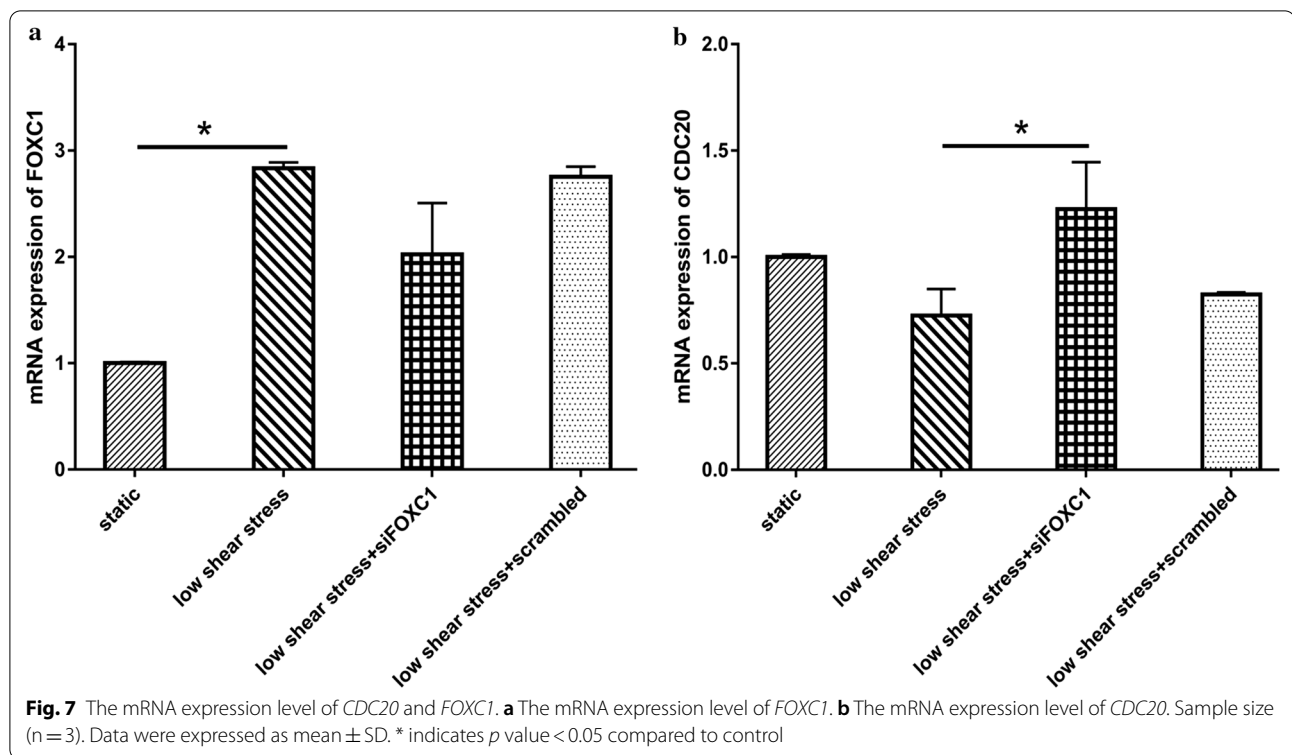 a
mRNA expression of FOXC1
4
3
2
1
0
*
static
low shear stress
low shear stress+siFOXC1
low shear stress+scrambled
b
mRNA expression of CDC20
2.0
1.5
1.0
0.5
0.0
*
static
low shear stress
low shear stress+siFOXC1
low shear stress+scrambled
Fig. 7 The mRNA expression level of CDC20 and FOXC1. a The mRNA expression level of FOXC1. b The mRNA expression level of CDC20. Sample size
(n = 3). Data were expressed as mean ± SD. * indicates p value < 0.05 compared to control